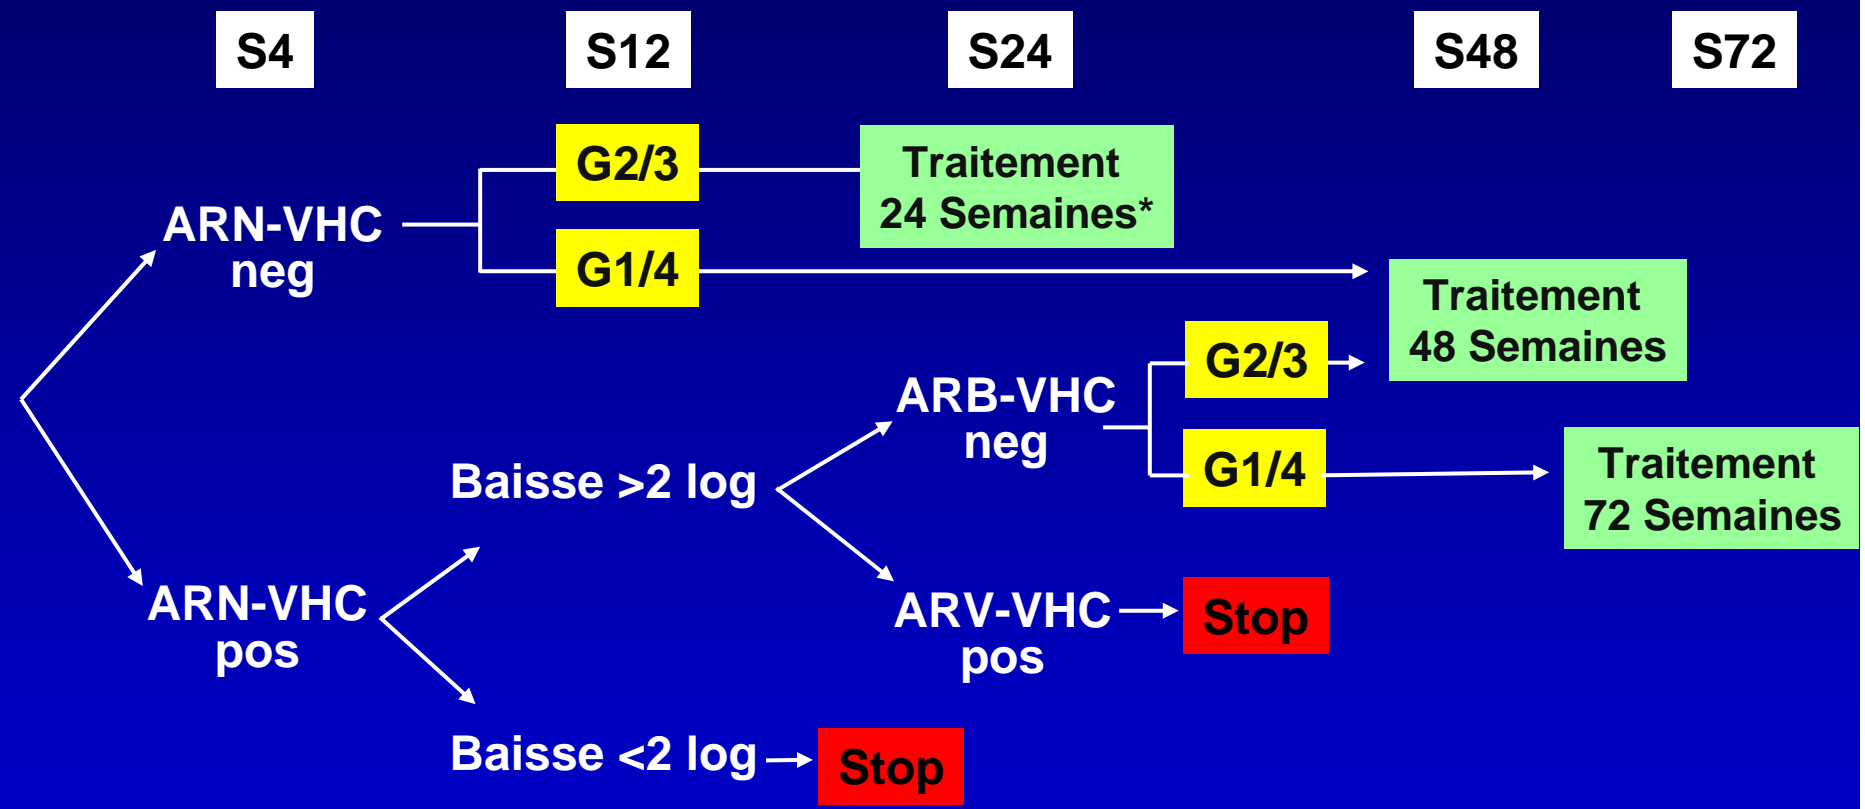 S4
S12
S24
S48
S72
G2/3
Traitement
24 Semaines*
ARN-VHC
neg
G1/4
Traitement
48 Semaines
G2/3
ARB-VHC
neg
G1/4
Traitement
72 Semaines
Baisse >2 log
ARN-VHC
pos
ARV-VHC
pos
Stop
Baisse <2 log
Stop